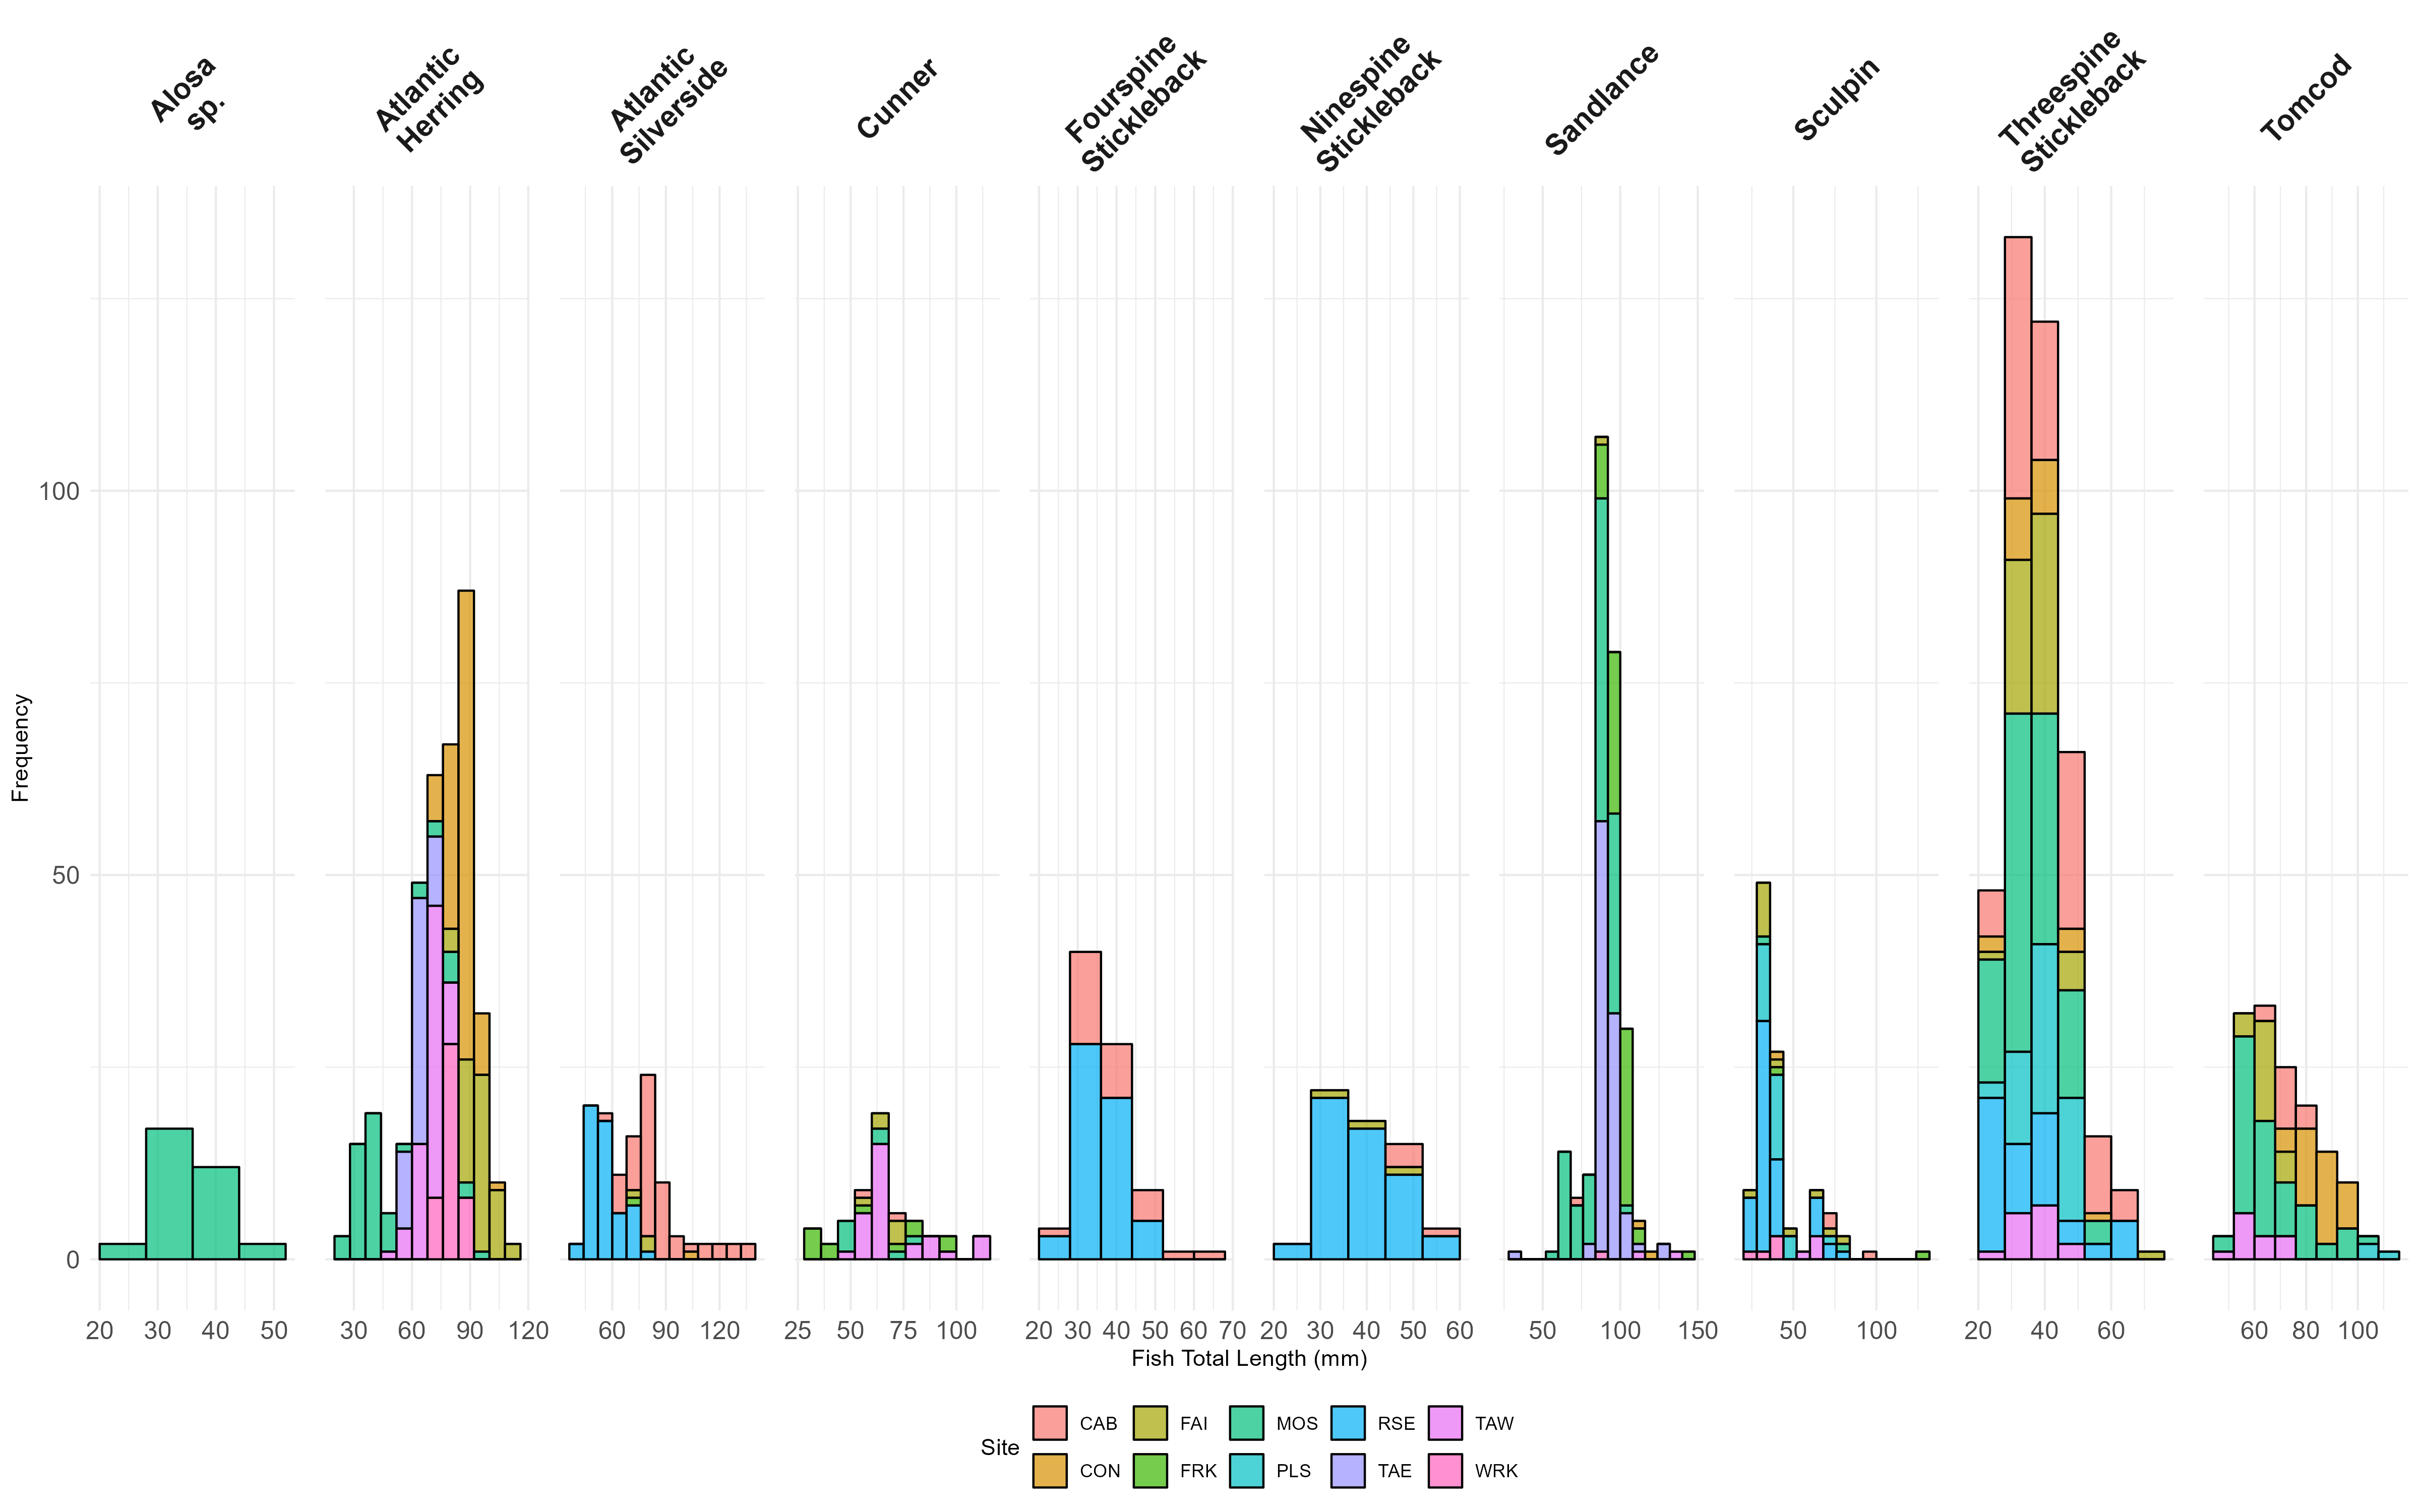 Alosa
sp.
Atlantic
Herring
Atlantic
Silverside
Cunner
Fourspine
Stickleback
Ninespine
Stickleback
Sandlance
Sculpin
Threespine
Stickleback
Tomcod
Frequency
100
50
0
20 30 40 50
30 60 90 120
60 90 120
25 50 75 100
20 30 40 50 60 70
20 30 40 50 60
50 100 150
50 100
20 40 60
60 80 100
Fish Total Length (mm)
Site
CAB FAI MOS RSE TAW
CON FRK PLS TAE WRK